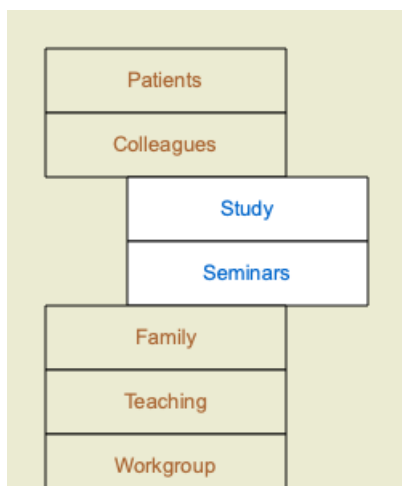 Patients
Colleagues
Study
Seminars
Family
Teaching
Workgroup